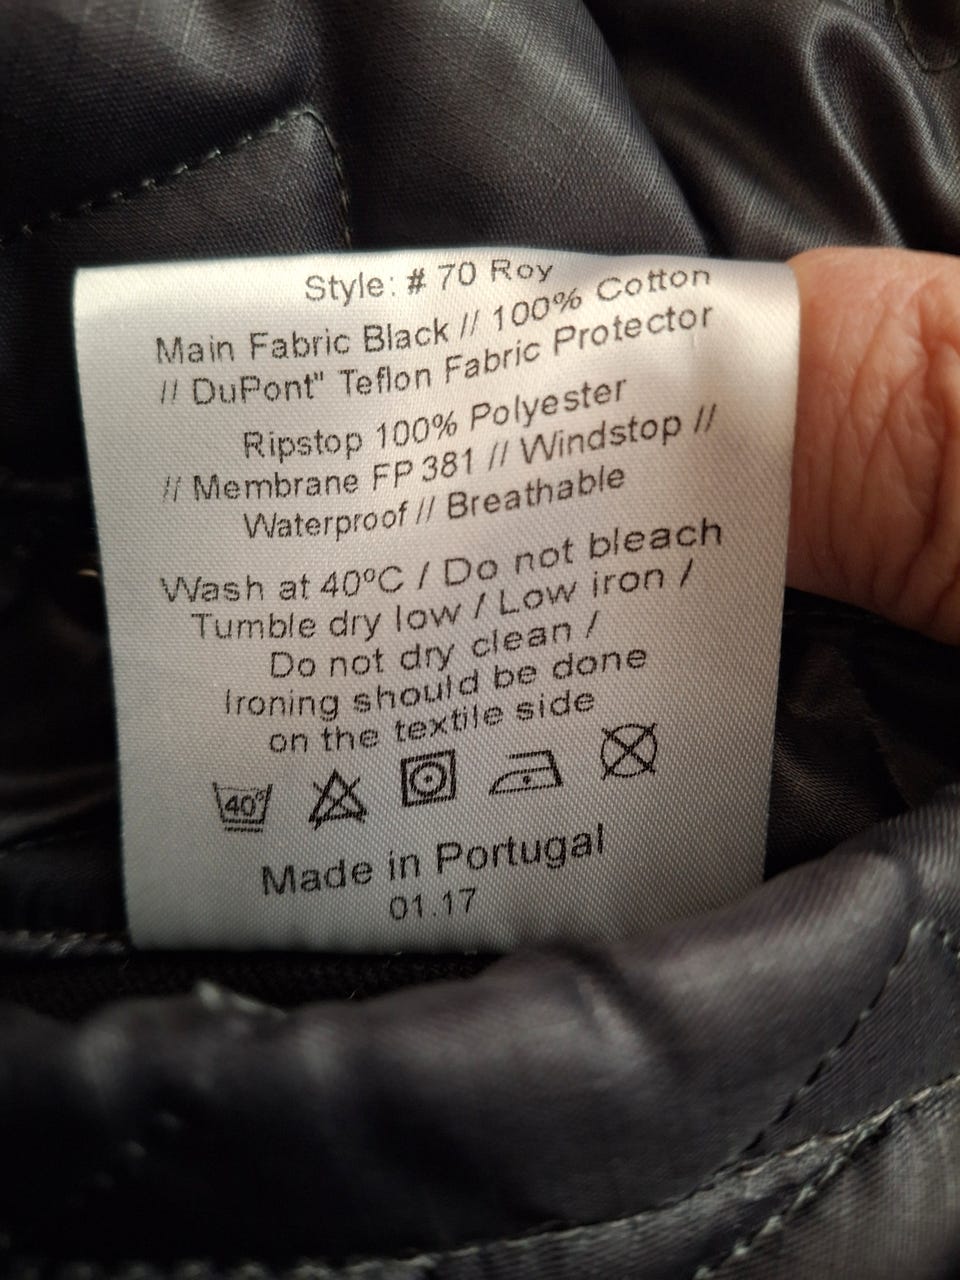 Style: # 70 Roy
Main Fabric Black // 100% Cotton
// DuPont" Teflon Fabric Protector
Ripstop 100% Polyester
// Membrane FP 381 // Windstop //
Waterproof // Breathable
Wash at 40ºC / Do not bleach
Tumble dry low / Low iron /
Do not dry clean /
Ironing should be done
on the textile side
40º
Made in Portugal
01.17